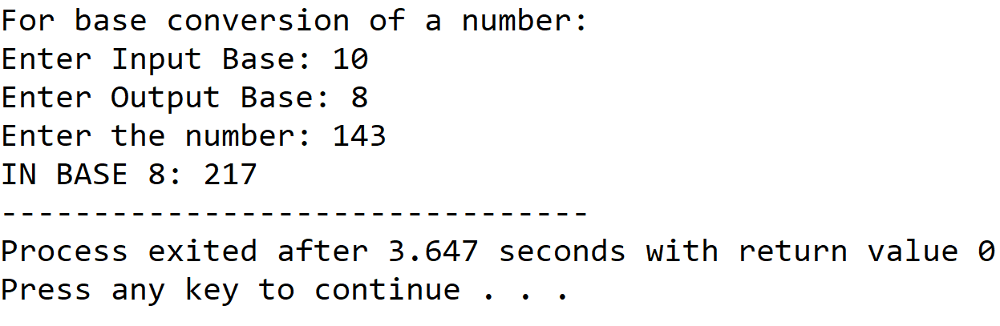 For base conversion of a number:
Enter Input Base: 10
Enter Output Base: 8
Enter the number: 143
IN BASE 8: 217
--------------------------------
Process exited after 3.647 seconds with return value 0
Press any key to continue . . .